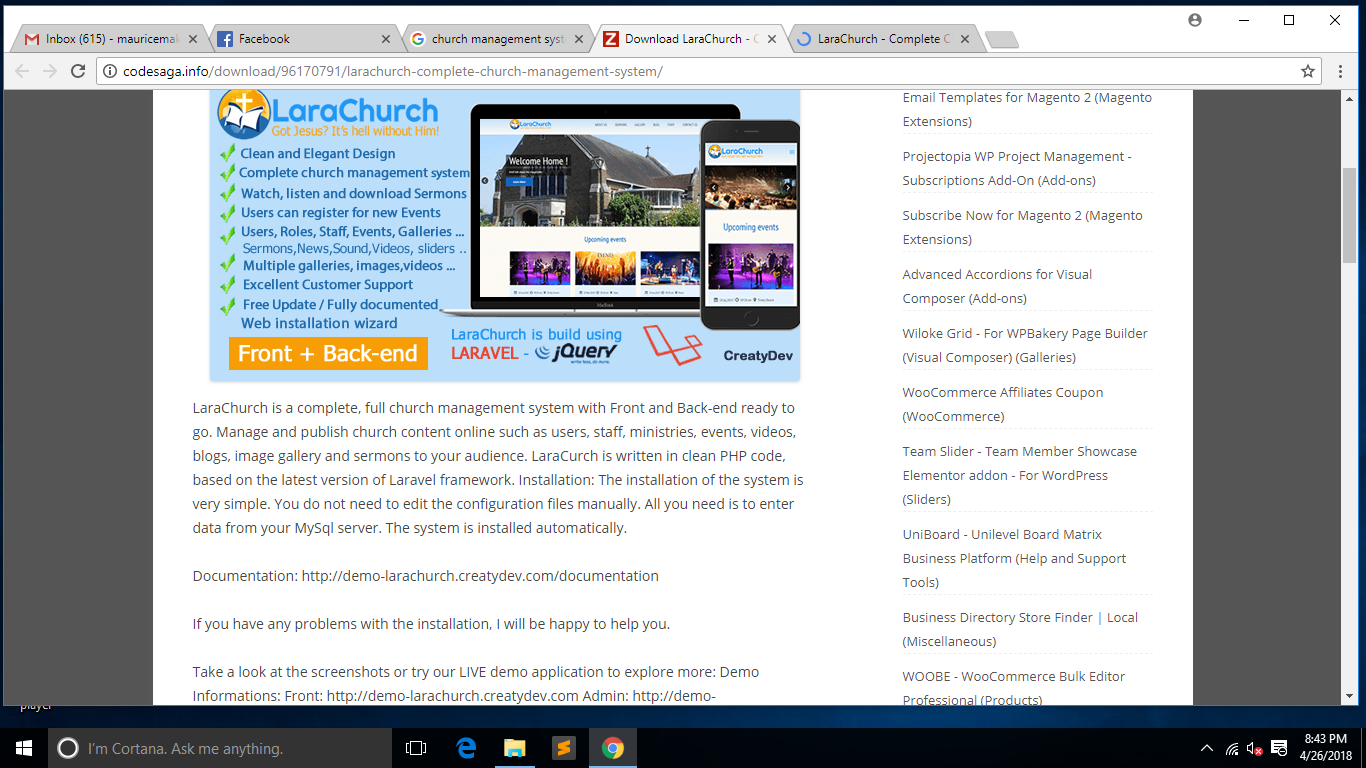 Inbox (615) - mauricemak
Facebook
church management syst
Download LaraChurch - C
LaraChurch - Complete C
codesaga.info/download/96170791/larachurch-complete-church-management-system/
LaraChurch
Got Jesus? It's hell without Him!
Clean and Elegant Design
Complete church management system
Watch, listen and download Sermons
Users can register for new Events
Users, Roles, Staff, Events, Galleries ...
Sermons,News,Sound,Videos, sliders ..
Multiple galleries, images,videos ...
Excellent Customer Support
Free Update / Fully documented
Web installation wizard
Front + Back-end
LaraChurch
ABOUT US SERMONS GALLERY BLOG STAFF CONTACT US
Welcome Home !
Upcoming events
MacBook
LaraChurch
Upcoming events
LaraChurch is build using
LARAVEL - jQuery
write less, do more.
CreatyDev
LaraChurch is a complete, full church management system with Front and Back-end ready to
go. Manage and publish church content online such as users, staff, ministries, events, videos,
blogs, image gallery and sermons to your audience. LaraCurch is written in clean PHP code,
based on the latest version of Laravel framework. Installation: The installation of the system is
very simple. You do not need to edit the configuration files manually. All you need is to enter
data from your MySql server. The system is installed automatically.
Documentation: http://demo-larachurch.creatydev.com/documentation
If you have any problems with the installation, I will be happy to help you.
Take a look at the screenshots or try our LIVE demo application to explore more: Demo
Informations: Front: http://demo-larachurch.creatydev.com Admin: http://demo-
Email Templates for Magento 2 (Magento
Extensions)
Projectopia WP Project Management -
Subscriptions Add-On (Add-ons)
Subscribe Now for Magento 2 (Magento
Extensions)
Advanced Accordions for Visual
Composer (Add-ons)
Wiloke Grid - For WPBakery Page Builder
(Visual Composer) (Galleries)
WooCommerce Affiliates Coupon
(WooCommerce)
Team Slider - Team Member Showcase
Elementor addon - For WordPress
(Sliders)
UniBoard - Unilevel Board Matrix
Business Platform (Help and Support
Tools)
Business Directory Store Finder | Local
(Miscellaneous)
WOOBE - WooCommerce Bulk Editor
Professional (Products)
player
I'm Cortana. Ask me anything.
8:43 PM
4/26/2018